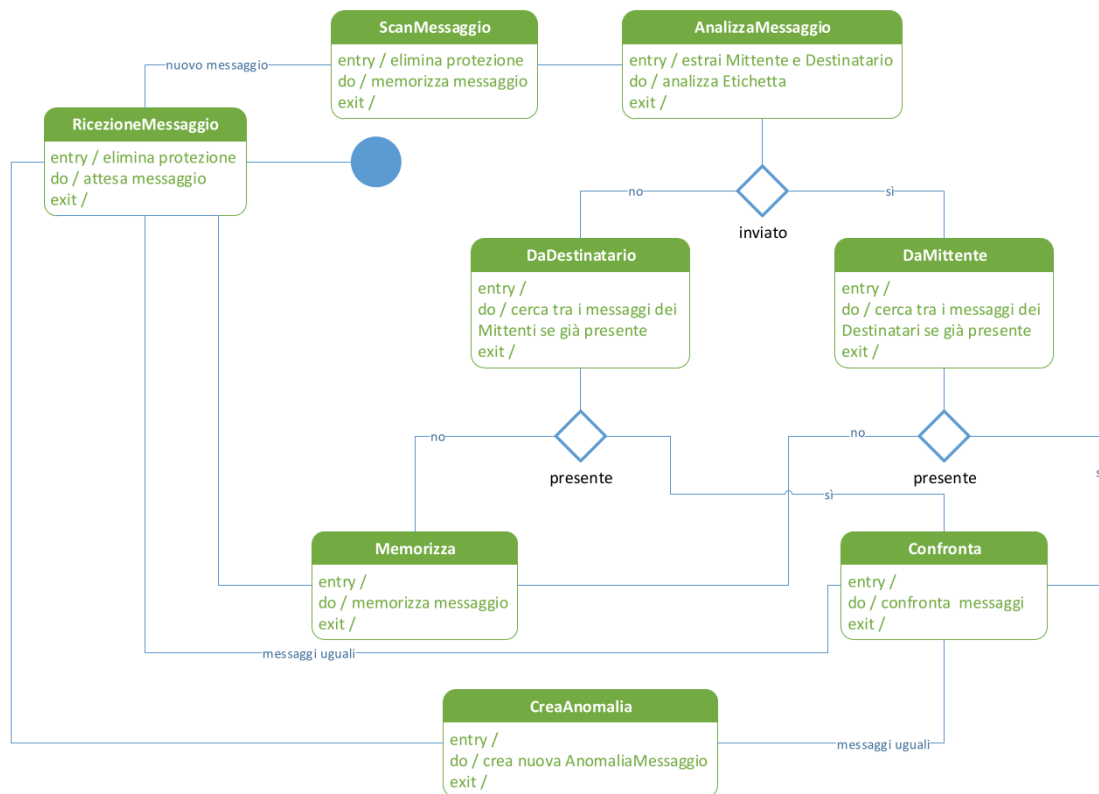 ScanMessaggio
entry / elimina protezione
do / memorizza messaggio
exit /
AnalizzaMessaggio
entry / estrai Mittente e Destinatario
do / analizza Etichetta
exit /
nuovo messaggio
RicezioneMessaggio
entry / elimina protezione
do / attesa messaggio
exit /
no
sì
inviato
DaDestinatario
entry /
do / cerca tra i messaggi dei
Mittenti se già presente
exit /
DaMittente
entry /
do / cerca tra i messaggi dei
Destinatari se già presente
exit /
no
presente
sì
no
presente
Memorizza
entry /
do / memorizza messaggio
exit /
Confronta
entry /
do / confronta  messaggi
exit /
messaggi uguali
CreaAnomalia
entry /
do / crea nuova AnomaliaMessaggio
exit /
messaggi uguali